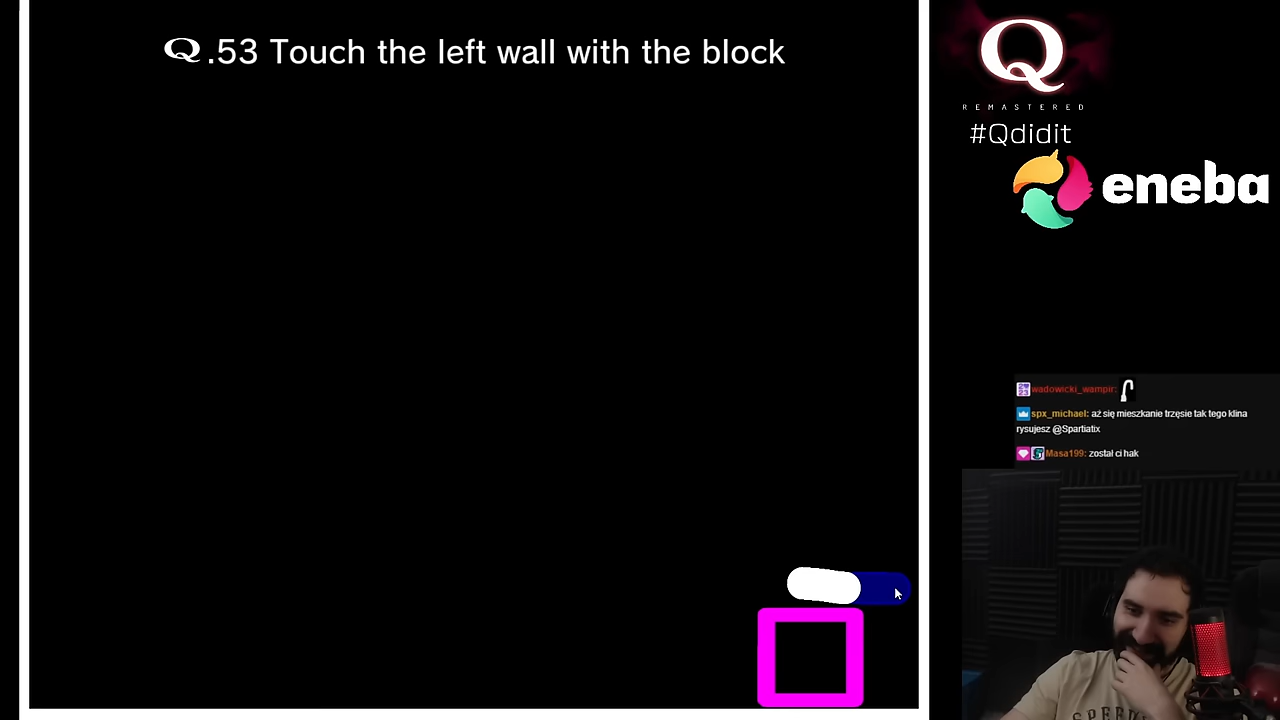 Q.53 Touch the left wall with the block
Q
REMASTERED
#Qdidit
eneba
wadowicki_wampir:
spx_michael: aż się mieszkanie trzęsie tak tego klina
rysujesz @Spartiatix
Masa199: został ci hak